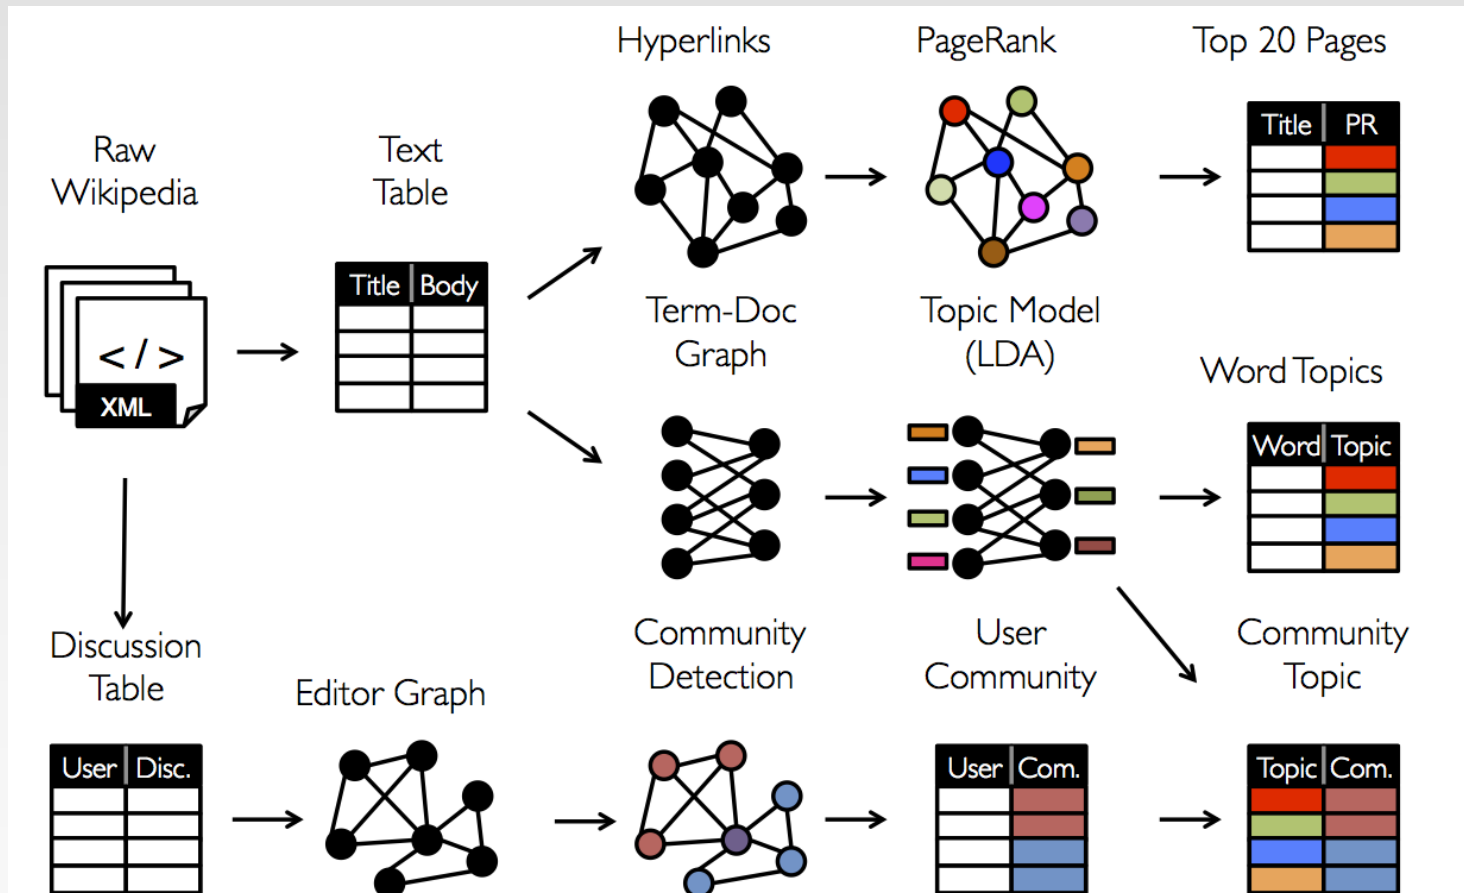 Hyperlinks
PageRank
Top 20 Pages
Raw
Wikipedia
Text
Table
Title Body
Title PR
</>
XML
Term-Doc
Graph
Topic Model
(LDA)
Word Topics
Word Topic
Discussion
Table
Editor Graph
Community
Detection
User
Community
Community
Topic
User Disc.
User Com.
Topic Com.